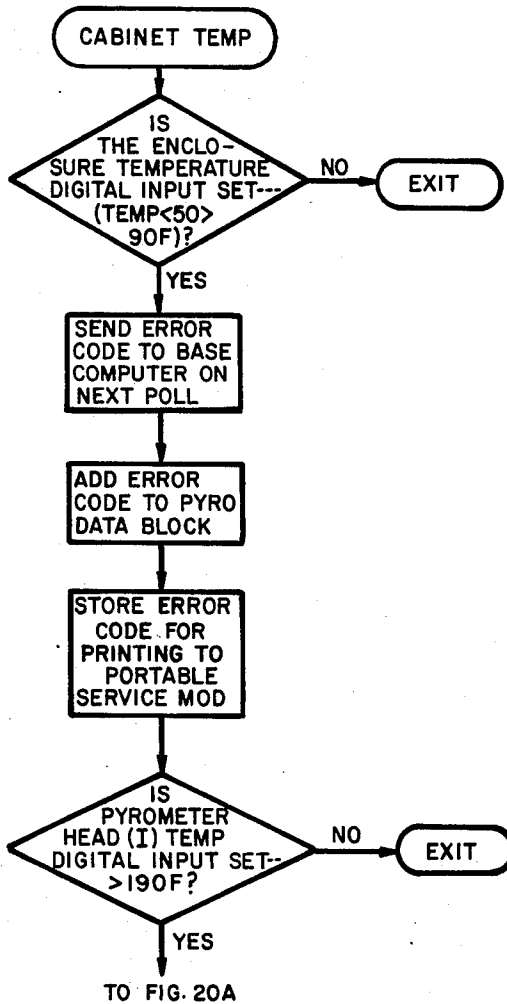 CABINET TEMP
IS
THE ENCLO-
SURE TEMPERATURE
DIGITAL INPUT SET---
(TEMP<50>
90F)?
NO
EXIT
YES
SEND ERROR
CODE TO BASE
COMPUTER ON
NEXT POLL
ADD ERROR
CODE TO PYRO
DATA BLOCK
STORE ERROR
CODE FOR
PRINTING TO
PORTABLE
SERVICE MOD
IS
PYROMETER
HEAD (I) TEMP
DIGITAL INPUT SET--
>190F?
NO
EXIT
YES
TO FIG. 20A